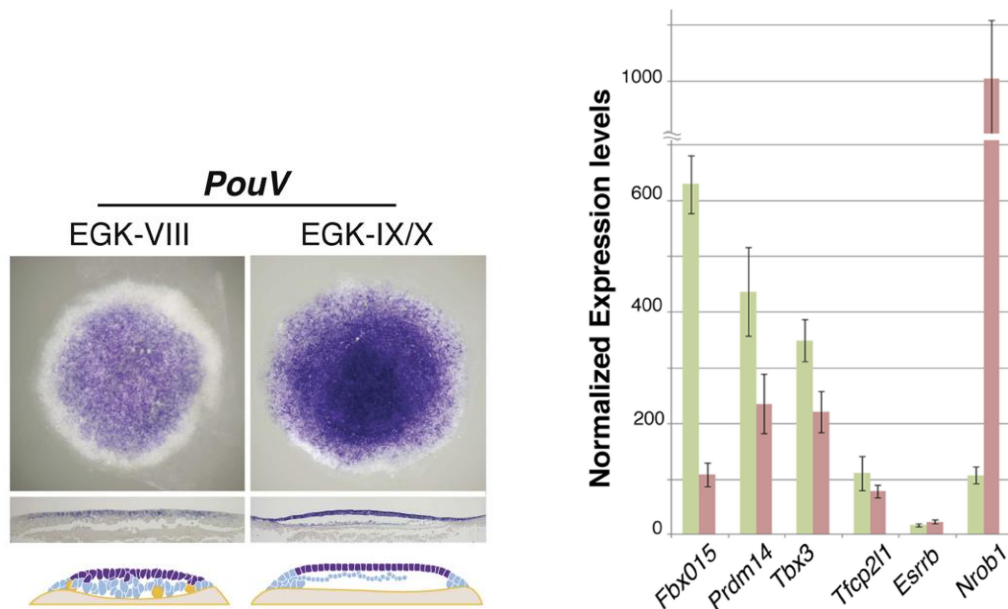 PouV
EGK-VIII
EGK-IX/X
Normalized Expression levels
1000
600
400
200
0
Fbx015
Prdm14
Tbx3
Tfcp2l1
Esrrb
Nrob1